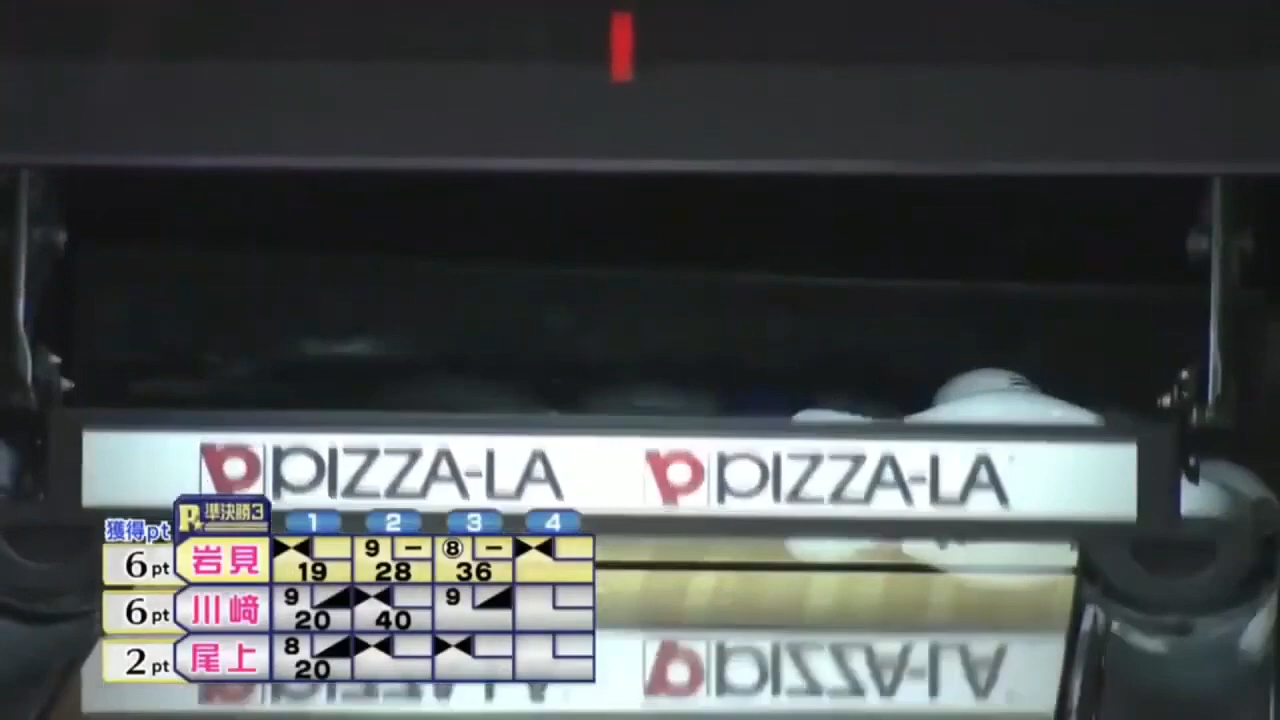 PIZZA-LA PIZZA-LA
準決勝3
獲得pt 1 2 3 4
6pt 岩見 9 - ⑧ -
19 28 36
6pt 川﨑 9 9
20 40
2pt 尾上 8
20